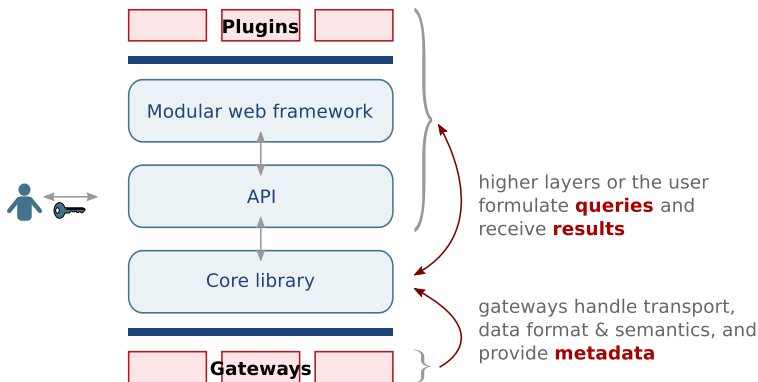 Plugins
Modular web framework
API
higher layers or the user
formulate queries and
receive results
Core library
gateways handle transport,
data format & semantics, and
provide metadata
Gateways